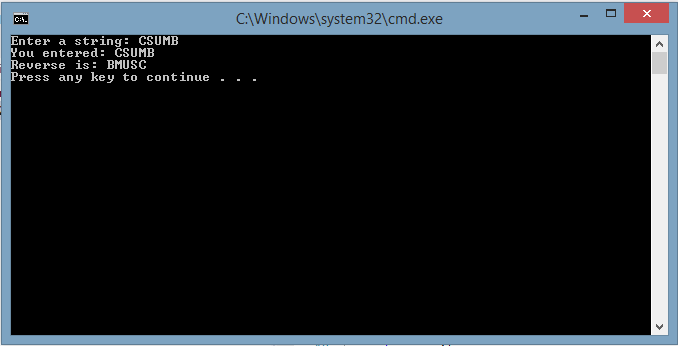 C:\Windows\system32\cmd.exe
Enter a string: CSUMB
You entered: CSUMB
Reverse is: BMUSC
Press any key to continue . . .